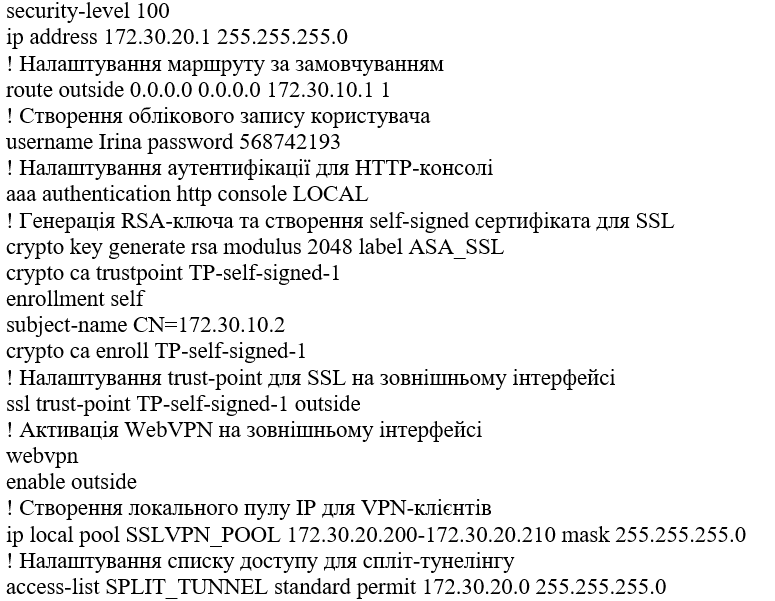 security-level 100
ip address 172.30.20.1 255.255.255.0
! Налаштування маршруту за замовчуванням
route outside 0.0.0.0 0.0.0.0 172.30.10.1 1
! Створення облікового запису користувача
username Irina password 568742193
! Налаштування аутентифікації для HTTP-консолі
aaa authentication http console LOCAL
! Генерація RSA-ключа та створення self-signed сертифіката для SSL
crypto key generate rsa modulus 2048 label ASA_SSL
crypto ca trustpoint TP-self-signed-1
enrollment self
subject-name CN=172.30.10.2
crypto ca enroll TP-self-signed-1
! Налаштування trust-point для SSL на зовнішньому інтерфейсі
ssl trust-point TP-self-signed-1 outside
! Активація WebVPN на зовнішньому інтерфейсі
webvpn
enable outside
! Створення локального пулу IP для VPN-клієнтів
ip local pool SSLVPN_POOL 172.30.20.200-172.30.20.210 mask 255.255.255.0
! Налаштування списку доступу для спліт-тунелінгу
access-list SPLIT_TUNNEL standard permit 172.30.20.0 255.255.255.0